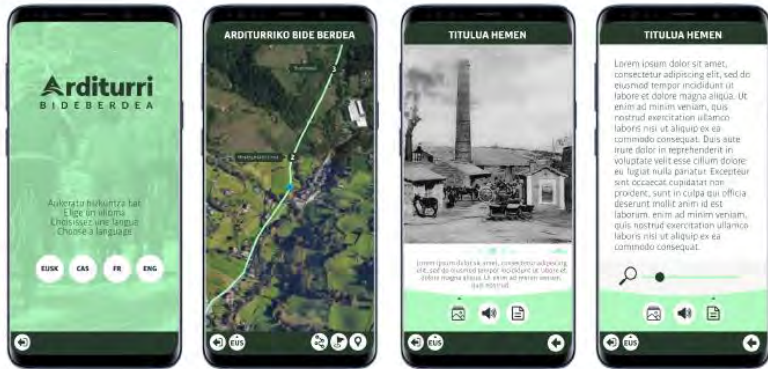 Arditurri
BIDEBERDEA
Aukeratu hizkuntza bat
Elige un idioma
Choisissez une langue
Choose a language
EUSK
CAS
FR
ENG
ARDITURRIKO BIDE BERDEA
3
2
EUS
TITULUA HEMEN
Lorem ipsum dolor sit amet, consectetur adipiscing
elit, sed do eiusmod tempor incididunt ut labore et
dolore magna aliqua. Ut enim ad minim veniam,
quis nostrud.
EUS
TITULUA HEMEN
Lorem ipsum dolor sit amet,
consectetur adipiscing elit, sed do
eiusmod tempor incididunt ut
labore et dolore magna aliqua. Ut
enim ad minim veniam, quis
nostrud exercitation ullamco
laboris nisi ut aliquip ex ea
commodo consequat. Duis aute
irure dolor in reprehenderit in
voluptate velit esse cillum dolore
eu fugiat nulla pariatur. Excepteur
sint occaecat cupidatat non
proident, sunt in culpa qui officia
deserunt mollit anim id est
laborum. enim ad minim veniam,
quis nostrud exercitation ullamco
laboris nisi ut aliquip ex ea
commodo consequat.
EUS